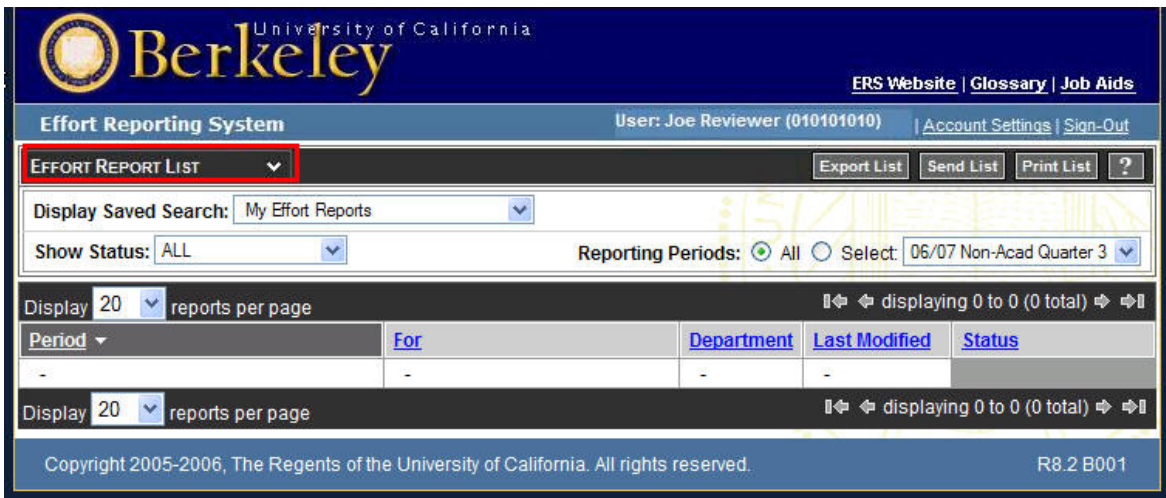 University of California
Berkeley
ERS Website | Glossary | Job Aids
Effort Reporting System User: Joe Reviewer (010101010) | Account Settings | Sign-Out
EFFORT REPORT LIST Export List Send List Print List ?
Display Saved Search: My Effort Reports
Show Status: ALL Reporting Periods: All Select: 06/07 Non-Acad Quarter 3
Display 20 reports per page displaying 0 to 0 (0 total)
Period For Department Last Modified Status
- - - -
Display 20 reports per page displaying 0 to 0 (0 total)
Copyright 2005-2006, The Regents of the University of California. All rights reserved. R8.2 B001